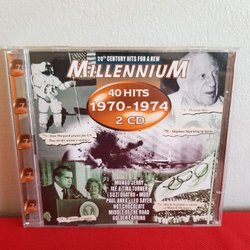 20TH CENTURY HITS FOR A NEW
MILLENNIUM
40 HITS
1970-1974
2 CD
MUNGO JERRY
IKE & TINA TURNER
SUZI QUATRO • MUD
PAUL ANKA • LEO SAYER
HOT CHOCOLATE
MIDDLE OF THE ROAD
GOLDEN EARRING